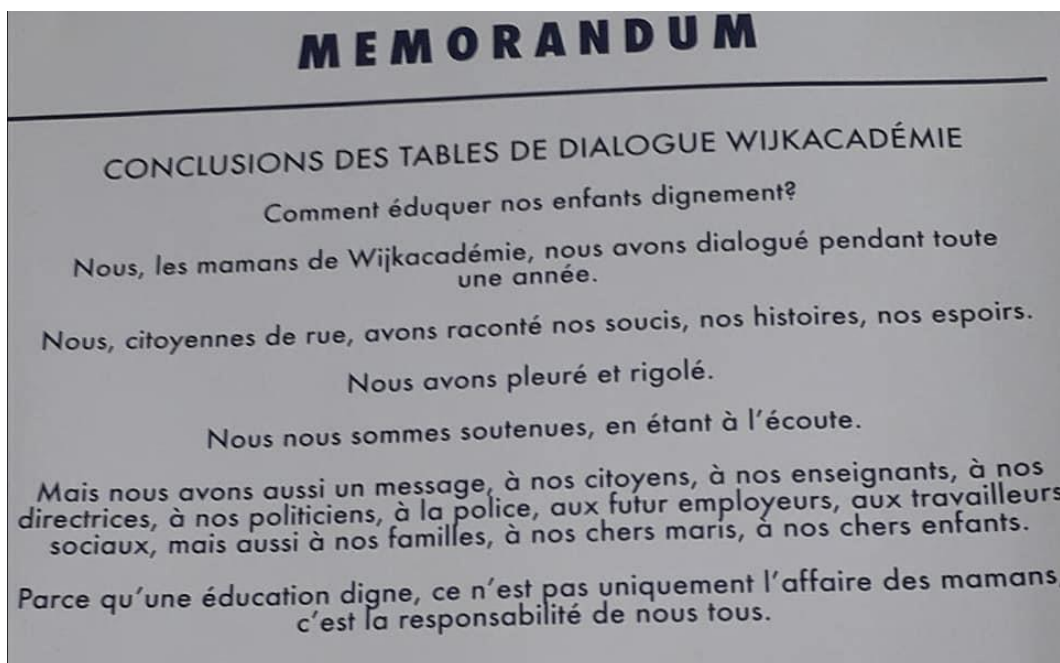 MEMORANDUM
CONCLUSIONS DES TABLES DE DIALOGUE WIJKACADÉMIE
Comment éduquer nos enfants dignement?
Nous, les mamans de Wijkacadémie, nous avons dialogué pendant toute
une année.
Nous, citoyennes de rue, avons raconté nos soucis, nos histoires, nos espoirs.
Nous avons pleuré et rigolé.
Nous nous sommes soutenues, en étant à l'écoute.
Mais nous avons aussi un message, à nos citoyens, à nos enseignants, à nos
directrices, à nos politiciens, à la police, aux futur employeurs, aux travailleurs
sociaux, mais aussi à nos familles, à nos chers maris, à nos chers enfants.
Parce qu'une éducation digne, ce n'est pas uniquement l'affaire des mamans
c'est la responsabilité de nous tous.